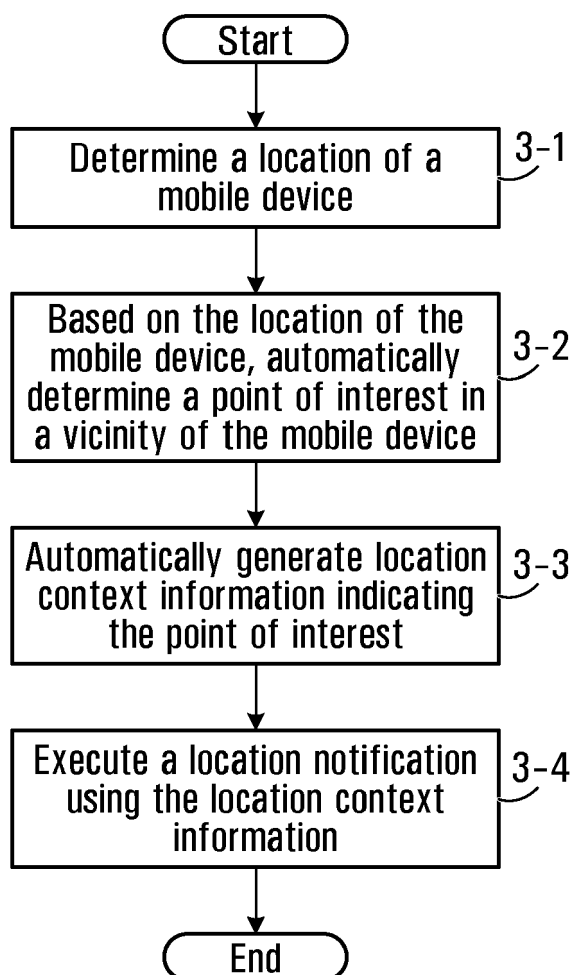 Start
Determine a location of a
mobile device
3-1
Based on the location of the
mobile device, automatically
determine a point of interest in
a vicinity of the mobile device
3-2
Automatically generate location
context information indicating
the point of interest
3-3
Execute a location notification
using the location context
information
3-4
End